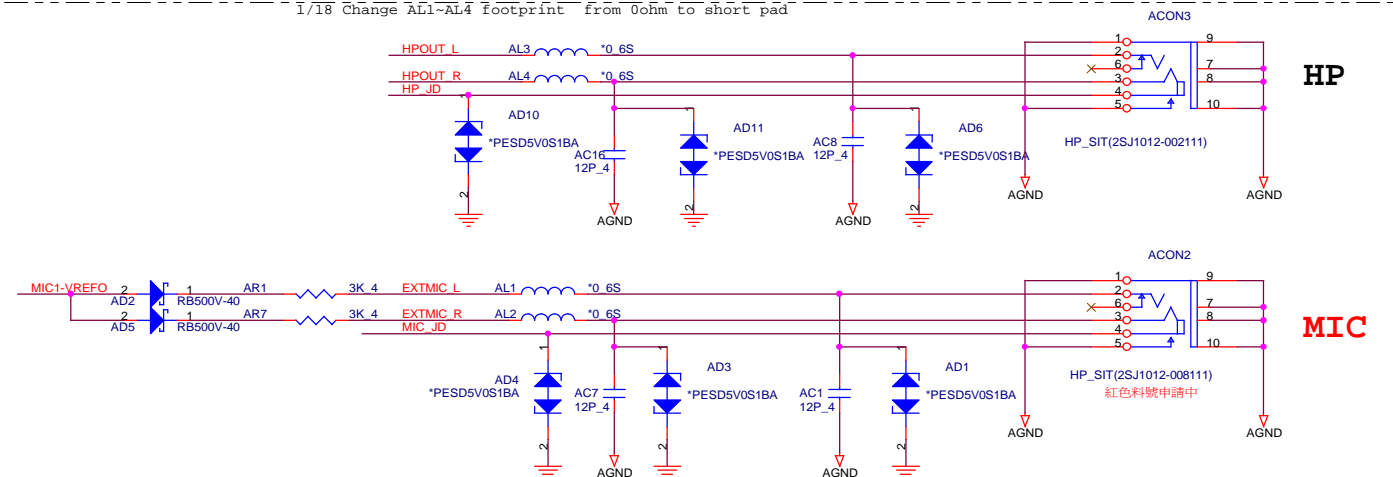 1/18 Change AL1~AL4 footprint from 0ohm to short pad
ACON3
HPOUT_L
AL3
*0_6S
HPOUT_R
AL4
*0_6S
HP_JD
1
2
6
3
4
5
9
7
8
10
HP
HP_SIT(2SJ1012-002111)
1
AD10
*PESD5V0S1BA
2
AC16
12P_4
AGND
1
AD11
*PESD5V0S1BA
2
AC8
12P_4
AGND
1
AD6
*PESD5V0S1BA
2
AGND
AGND
ACON2
MIC1-VREFO
2
AD2
1
RB500V-40
AR1
3K_4
EXTMIC_L
AL1
*0_6S
2
AD5
1
RB500V-40
AR7
3K_4
EXTMIC_R
AL2
*0_6S
MIC_JD
1
2
6
3
4
5
9
7
8
10
MIC
HP_SIT(2SJ1012-008111)
紅色料號申請中
1
AD4
*PESD5V0S1BA
2
AC7
12P_4
AGND
1
AD3
*PESD5V0S1BA
2
AC1
12P_4
AGND
1
AD1
*PESD5V0S1BA
2
AGND
AGND